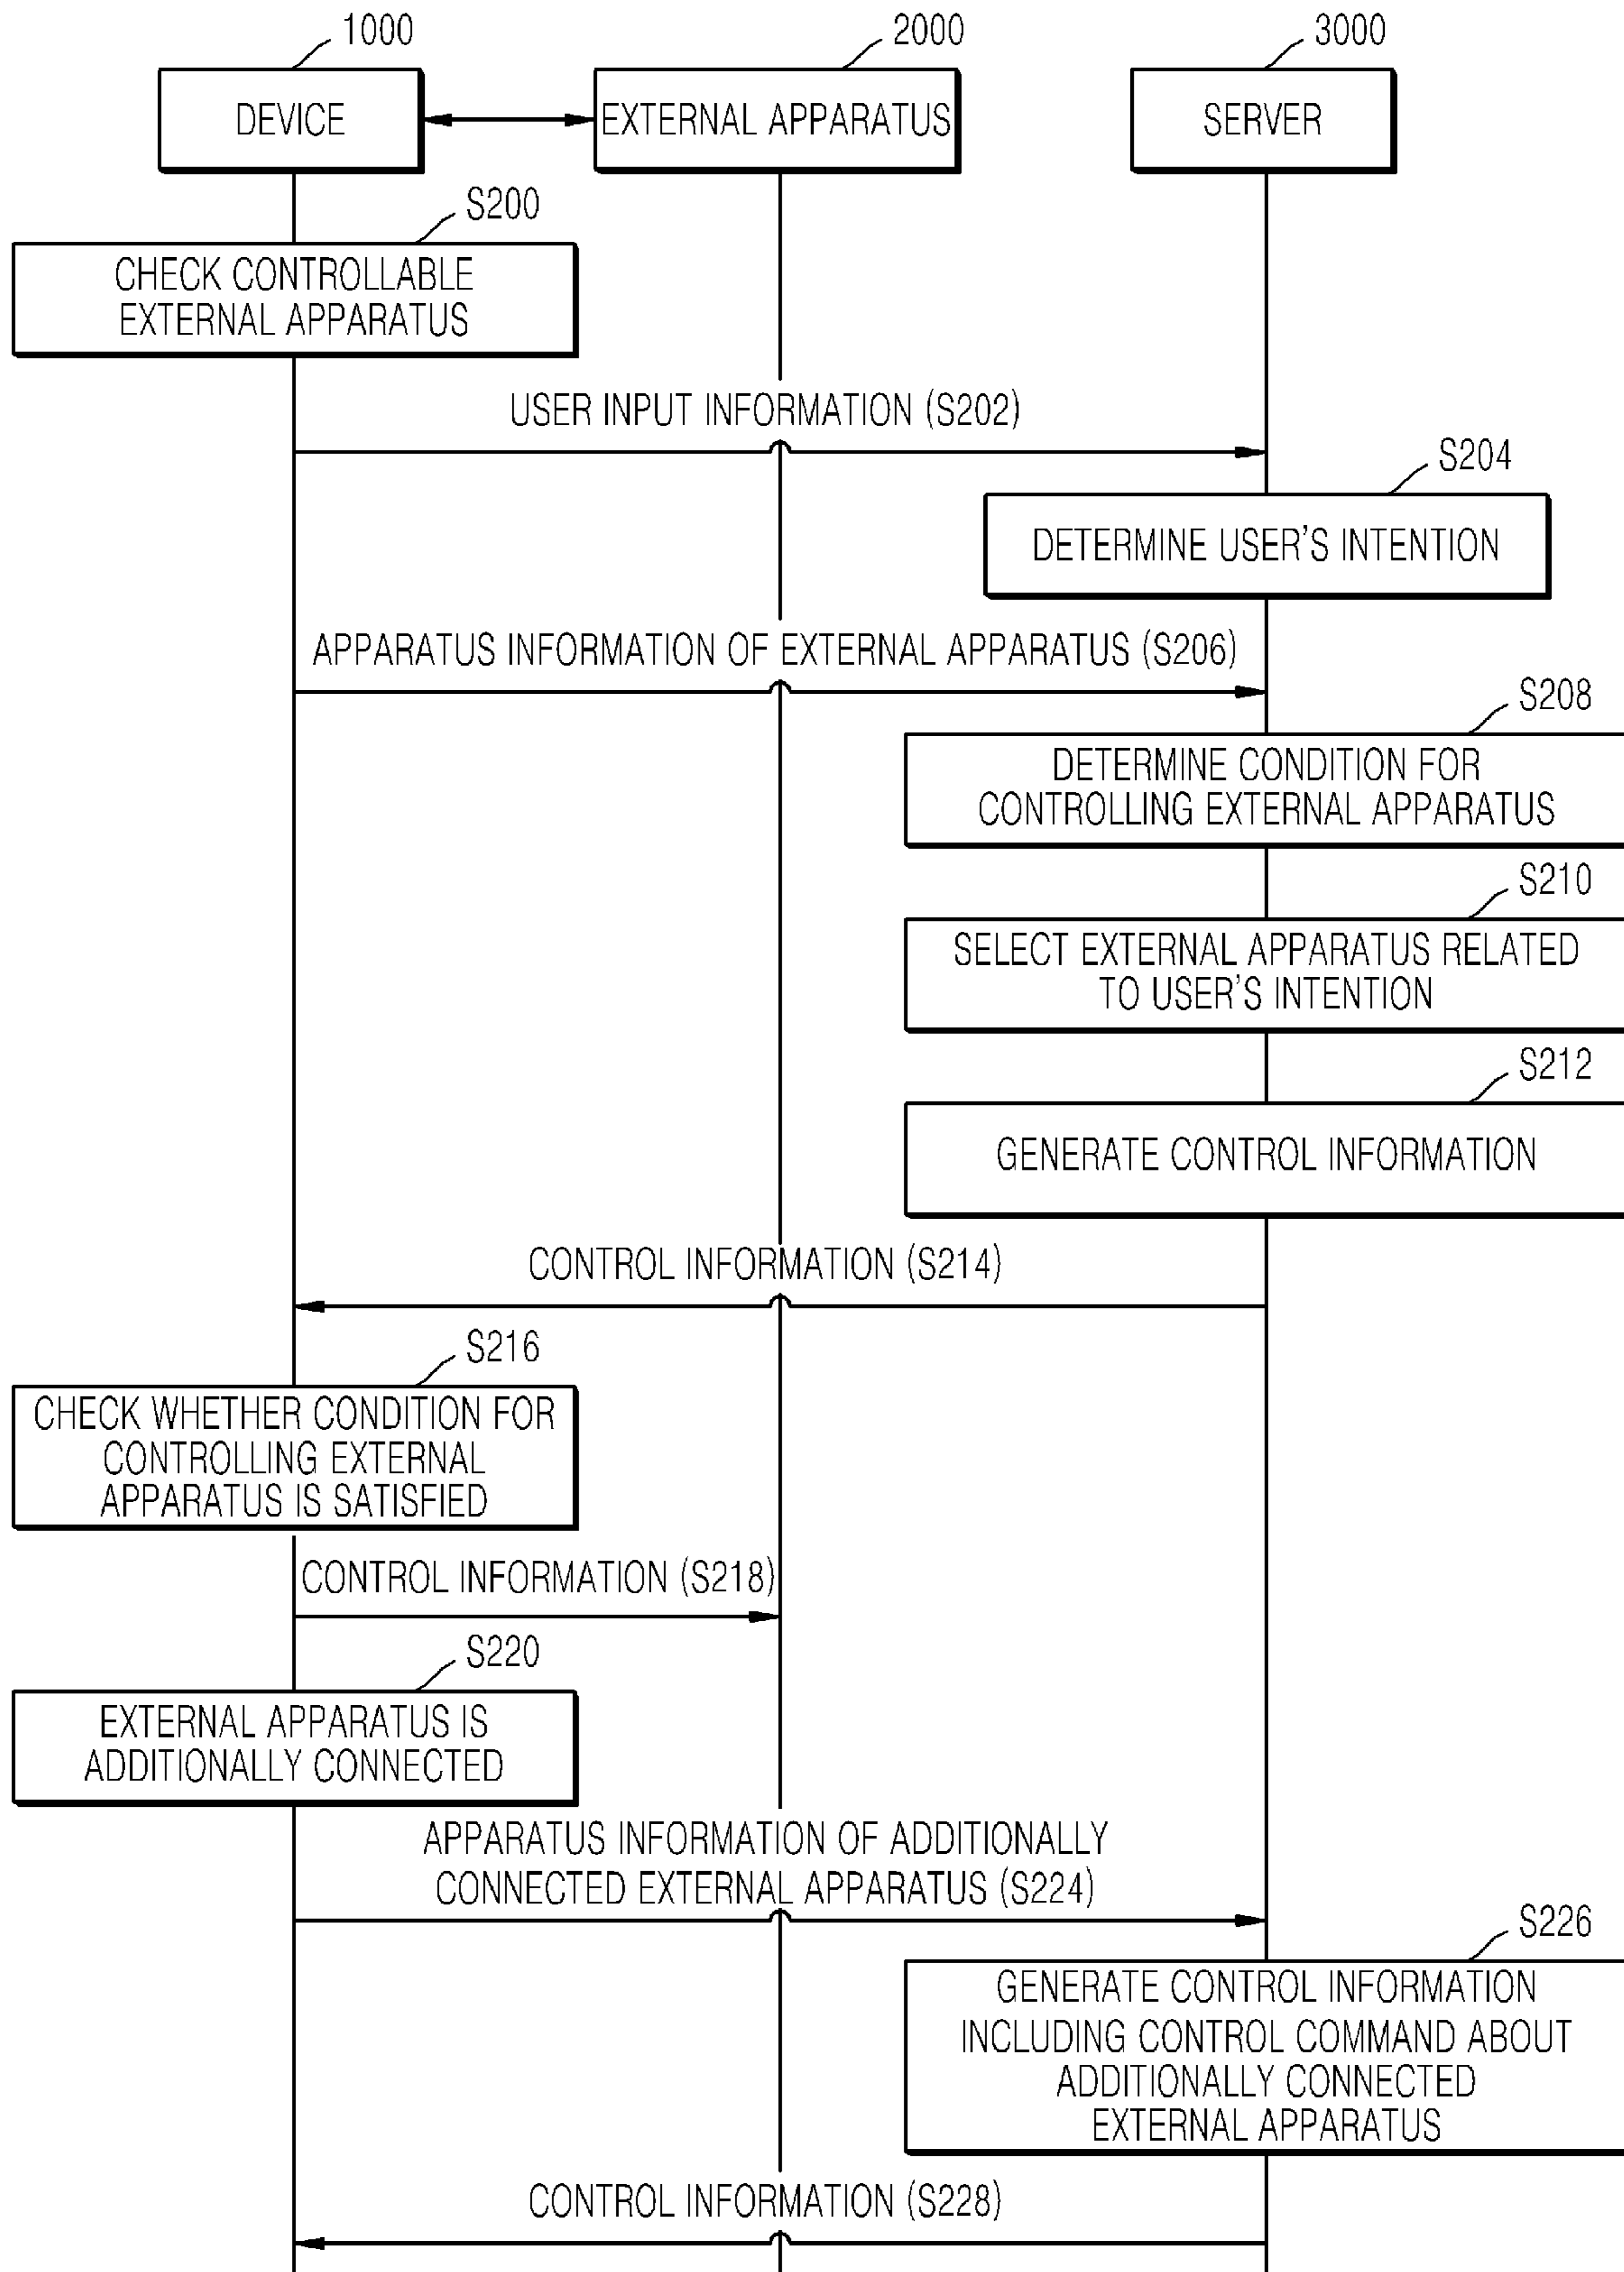 1000
2000
3000
DEVICE
EXTERNAL APPARATUS
SERVER
S200
CHECK CONTROLLABLE
EXTERNAL APPARATUS
USER INPUT INFORMATION (S202)
S204
DETERMINE USER'S INTENTION
APPARATUS INFORMATION OF EXTERNAL APPARATUS (S206)
S208
DETERMINE CONDITION FOR
CONTROLLING EXTERNAL APPARATUS
S210
SELECT EXTERNAL APPARATUS RELATED
TO USER'S INTENTION
S212
GENERATE CONTROL INFORMATION
CONTROL INFORMATION (S214)
S216
CHECK WHETHER CONDITION FOR
CONTROLLING EXTERNAL
APPARATUS IS SATISFIED
CONTROL INFORMATION (S218)
S220
EXTERNAL APPARATUS IS
ADDITIONALLY CONNECTED
APPARATUS INFORMATION OF ADDITIONALLY
CONNECTED EXTERNAL APPARATUS (S224)
S226
GENERATE CONTROL INFORMATION
INCLUDING CONTROL COMMAND ABOUT
ADDITIONALLY CONNECTED
EXTERNAL APPARATUS
CONTROL INFORMATION (S228)